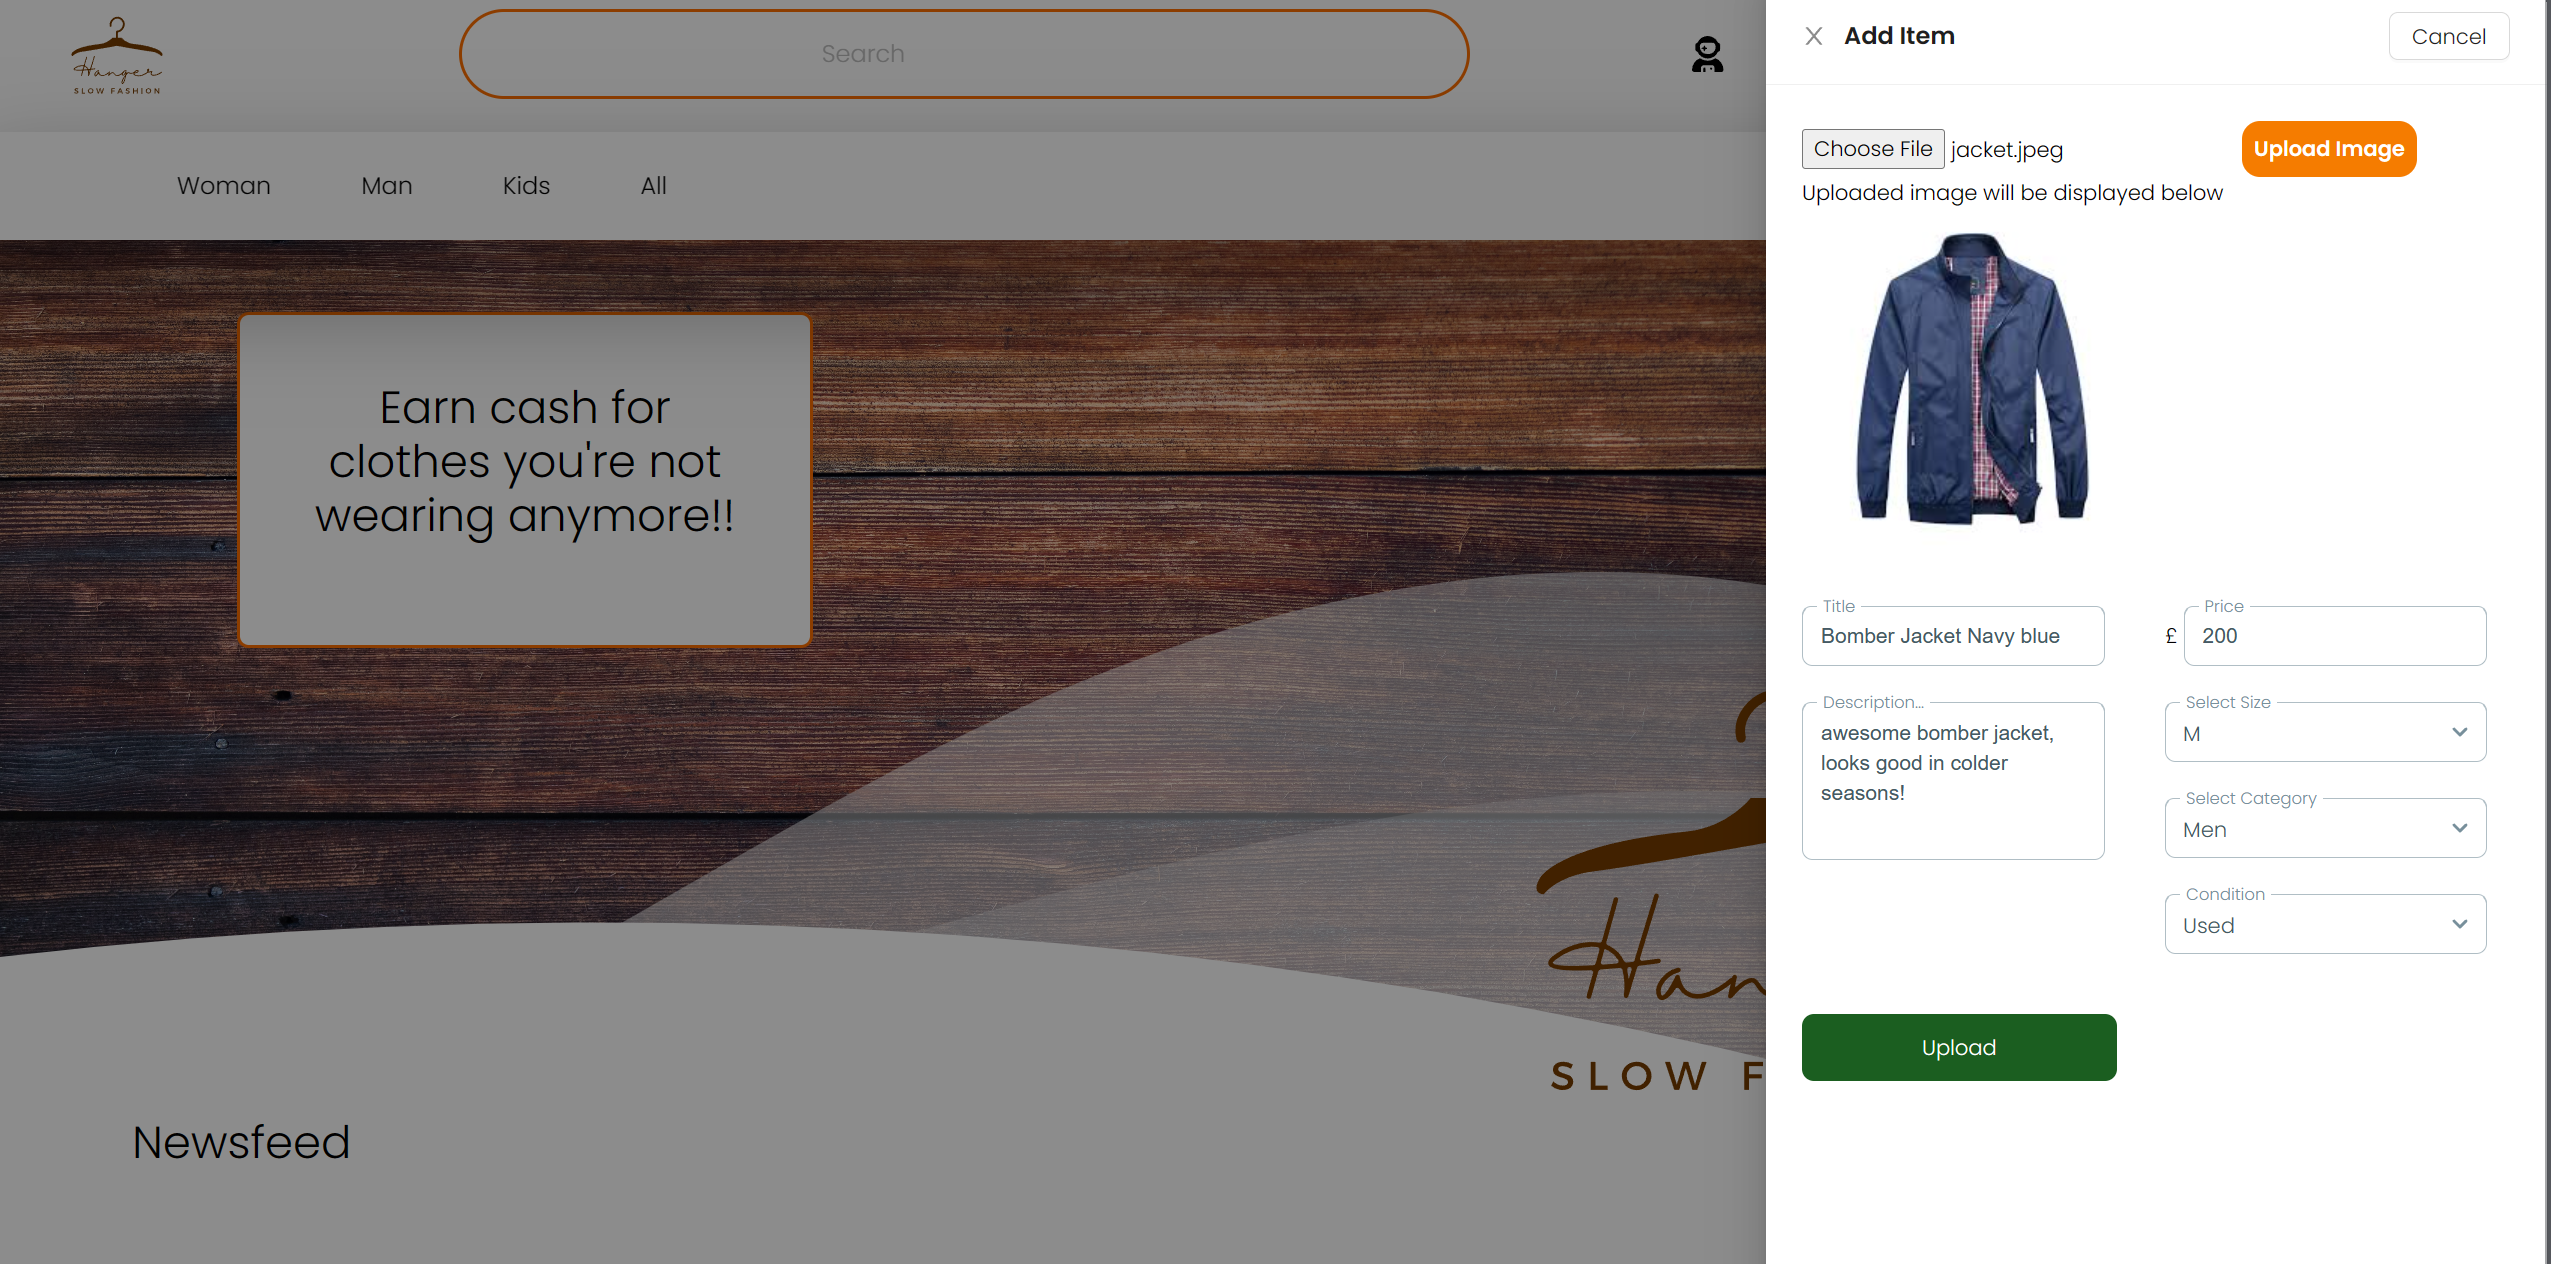 Hanger
SLOW FASHION
Search
Woman
Man
Kids
All
Earn cash for
clothes you're not
wearing anymore!!
Han
SLOW F
Newsfeed
Add Item
Cancel
Choose File
jacket.jpeg
Upload Image
Uploaded image will be displayed below
Title
Bomber Jacket Navy blue
Price
£ 200
Description...
awesome bomber jacket,
looks good in colder
seasons!
Select Size
M
Select Category
Men
Condition
Used
Upload